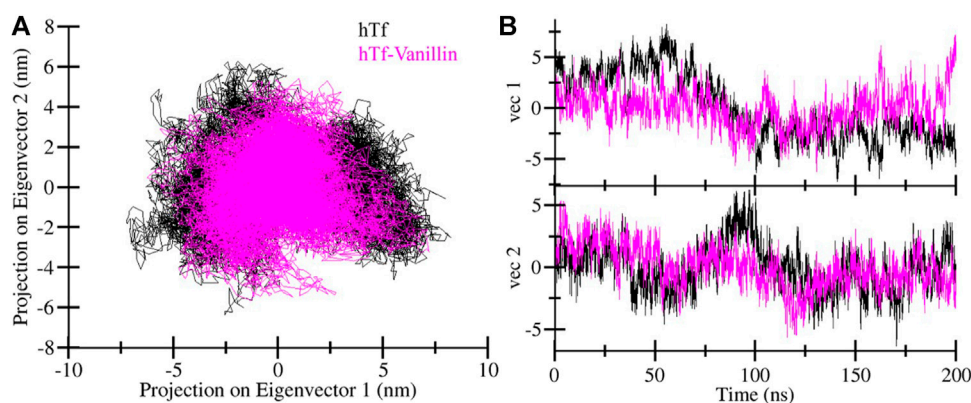 A
hTf
hTf-Vanillin
Projection on Eigenvector 2 (nm)
8
6
4
2
0
-2
-4
-6
-8
-10
-5
0
5
10
Projection on Eigenvector 1 (nm)
B
vec 1
5
0
-5
vec 2
5
0
-5
0
50
100
150
200
Time (ns)